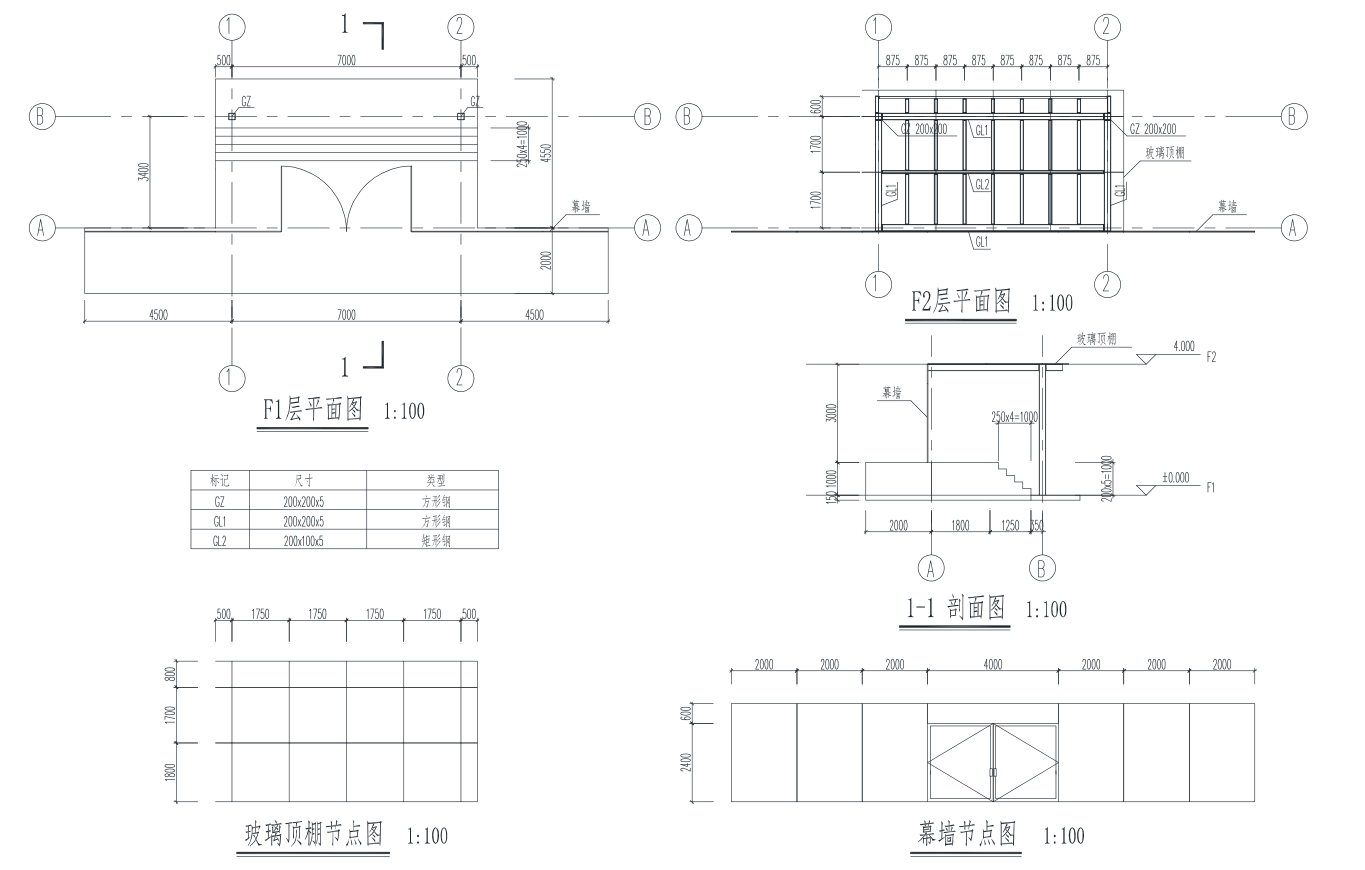 1
1
2
500
7000
500
B
GZ
GZ
B
3400
250x4=1000
4550
幕墙
A
A
2000
4500
7000
4500
1
1
2
F1层平面图 1:100
1
2
875 875 875 875 875 875 875 875
600
B
GZ 200x200
GL1
GZ 200x200
B
1700
玻璃顶棚
GL1
GL2
GL1
1700
幕墙
A
GL1
A
1
2
F2层平面图 1:100
玻璃顶棚
4.000
F2
幕墙
3000
250x4=1000
150 1000
200x5=1000
±0.000
F1
2000
1800
1250
350
A
B
1-1 剖面图 1:100
标记 尺寸 类型
GZ 200x200x5 方形钢
GL1 200x200x5 方形钢
GL2 200x100x5 矩形钢
500 1750 1750 1750 1750 500
800
1700
1800
玻璃顶棚节点图 1:100
2000 2000 2000 4000 2000 2000 2000
600
2400
幕墙节点图 1:100